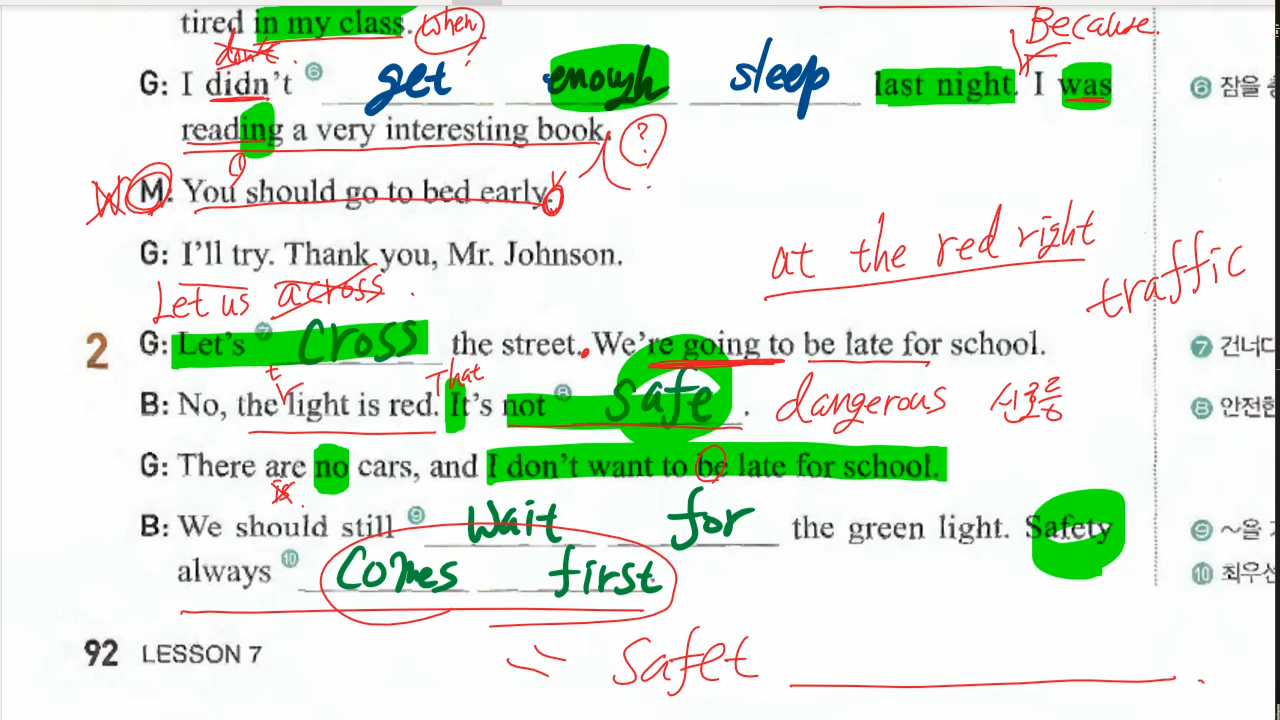 tired in my class. when
don't Because
G: I didn't ⑥ get enough sleep last night. I was ⑥ 잠을
reading a very interesting book. ?
M: You should go to bed early.
G: I'll try. Thank you, Mr. Johnson.
at the red right
traffic
Let us across
2 G: Let's ⑦ cross the street. We're going to be late for school. ⑦ 건너다
t That
B: No, the light is red. It's not ⑧ safe. dangerous 신호등 ⑧ 안전한
G: There are no cars, and I don't want to be late for school.
is
B: We should still ⑨ wait for the green light. Safety ⑨ ~을
always ⑩ comes first. ⑩ 최우선
92 LESSON 7
= Safet